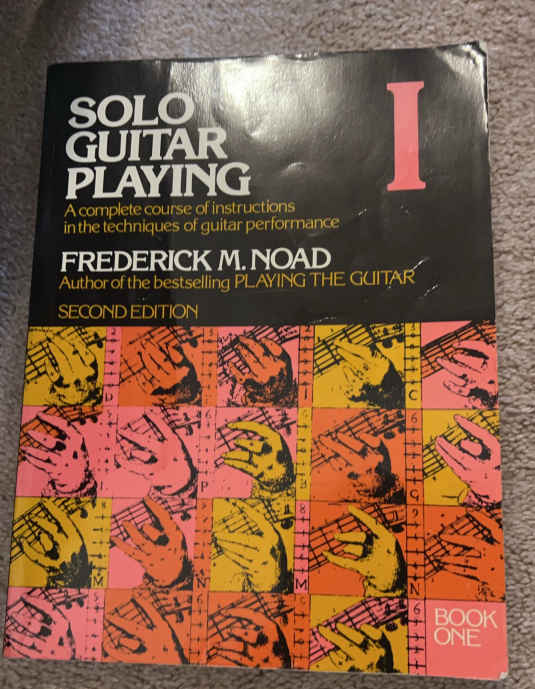 SOLO
GUITAR
PLAYING
I
A complete course of instructions
in the techniques of guitar performance
FREDERICK M. NOAD
Author of the bestselling PLAYING THE GUITAR
SECOND EDITION
BOOK
ONE